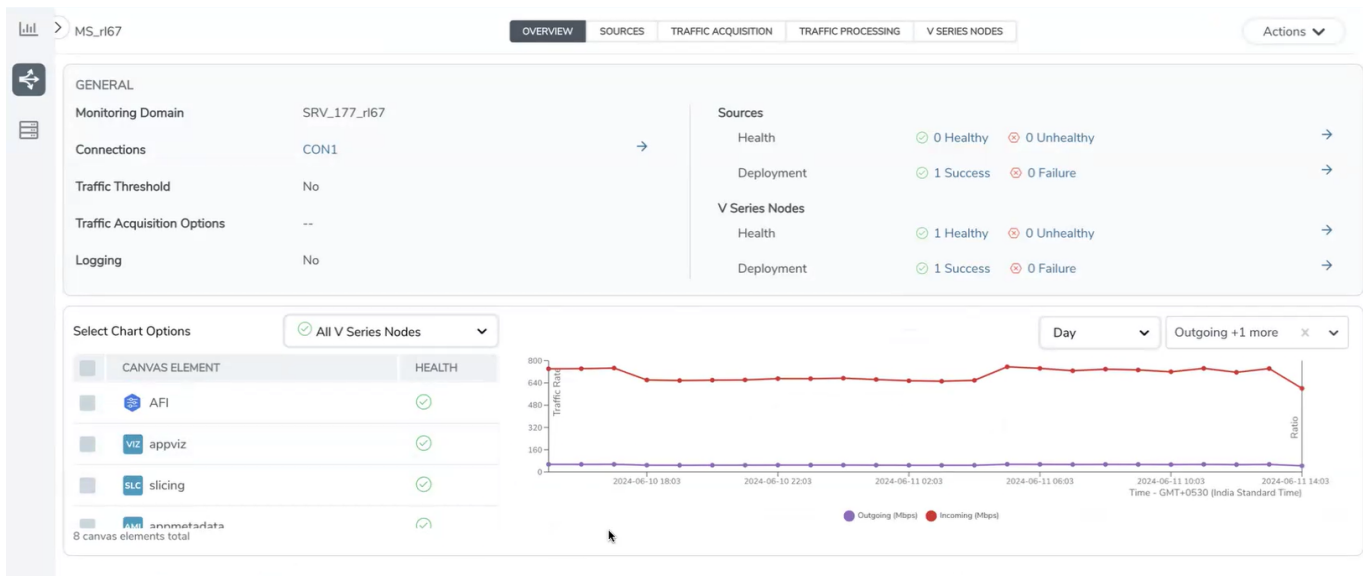 MS_rl67
OVERVIEW SOURCES TRAFFIC ACQUISITION TRAFFIC PROCESSING V SERIES NODES
Actions
GENERAL
Monitoring Domain SRV_177_rl67
Connections CON1
Traffic Threshold No
Traffic Acquisition Options --
Logging No
Sources
Health 0 Healthy 0 Unhealthy
Deployment 1 Success 0 Failure
V Series Nodes
Health 1 Healthy 0 Unhealthy
Deployment 1 Success 0 Failure
Select Chart Options All V Series Nodes
Day Outgoing +1 more
CANVAS ELEMENT HEALTH
AFI
VIZ appviz
SLC slicing
AMI appmetadata
8 canvas elements total
800
640
480
320
160
0
Traffic Rate
Ratio
2024-06-10 18:03 2024-06-10 22:03 2024-06-11 02:03 2024-06-11 06:03 2024-06-11 10:03 2024-06-11 14:03
Time - GMT+0530 (India Standard Time)
Outgoing (Mbps) Incoming (Mbps)